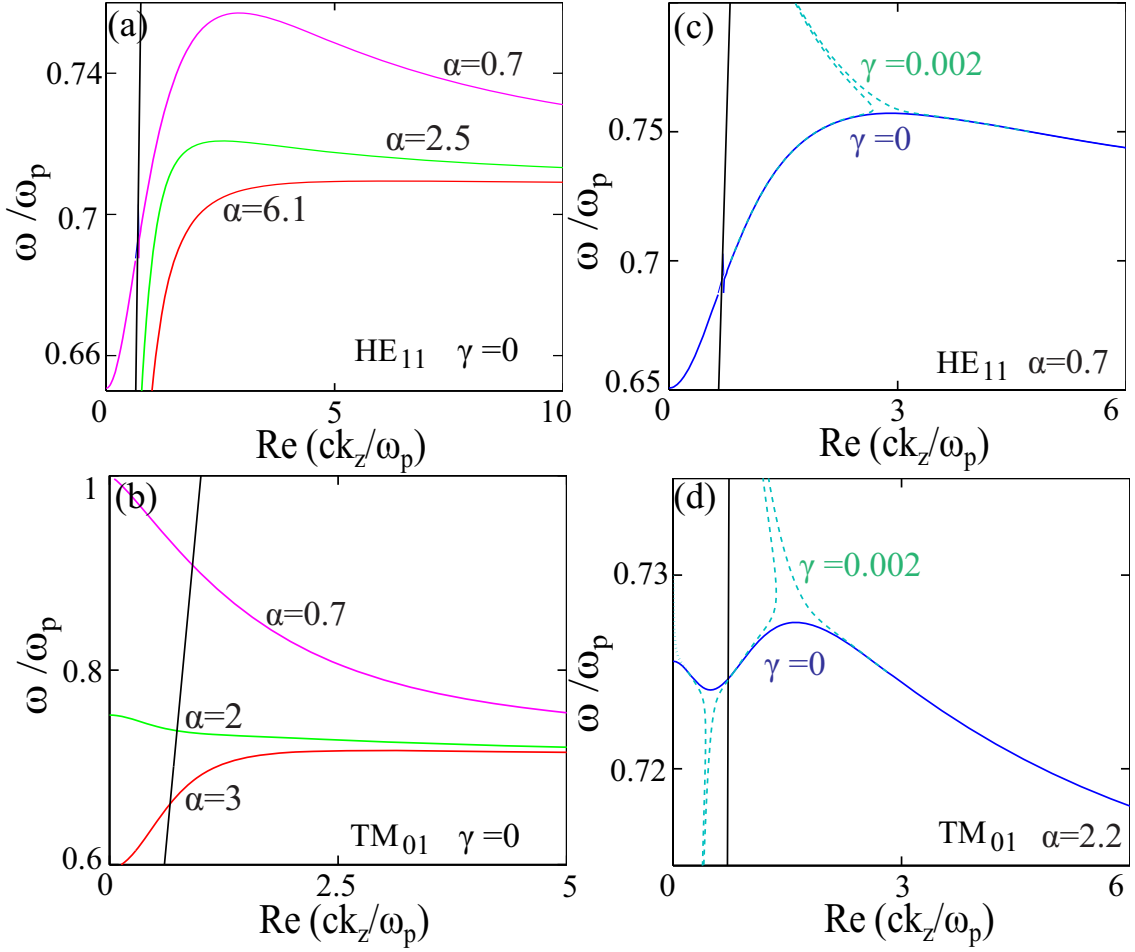 (a)
0.74
0.7
0.66
ω /ωp
α=0.7
α=2.5
α=6.1
HE11 γ =0
0 5 10
Re (ckz/ωp)
(c)
0.75
0.7
0.65
ω /ωp
γ =0.002
γ =0
HE11 α=0.7
0 3 6
Re (ckz/ωp)
(b)
1
0.8
0.6
ω /ωp
α=0.7
α=2
α=3
TM01 γ =0
0 2.5 5
Re (ckz/ωp)
(d)
0.73
0.72
ω /ωp
γ =0.002
γ =0
TM01 α=2.2
0 3 6
Re (ckz/ωp)